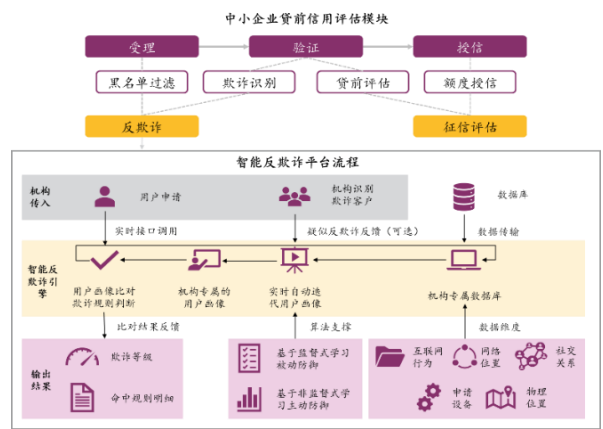 中小企业贷前信用评估模块
受理
验证
授信
黑名单过滤
欺诈识别
贷前评估
额度授信
反欺诈
征信评估
智能反欺诈平台流程
机构
传入
用户申请
机构识别
欺诈客户
数据库
实时接口调用
疑似反欺诈反馈（可选）
数据传输
智能反
欺诈引
擎
用户画像比对
欺诈规则判断
机构专属的
用户画像
实时自动迭
代用户画像
机构专属数据库
比对结果反馈
算法支撑
数据维度
输出
结果
欺诈等级
命中规则明细
基于监督式学习
被动防御
基于非监督式学
习主动防御
互联网
行为
网络
位置
社交
关系
申请
设备
物理
位置